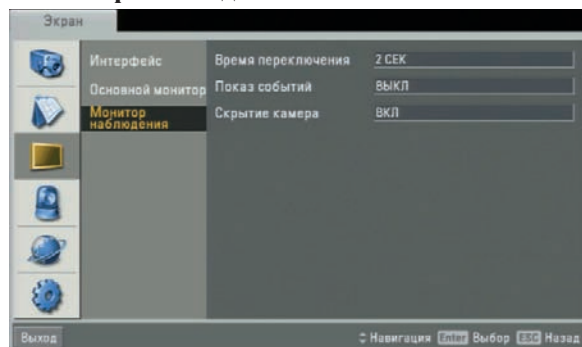 Экран
Интерфейс
Основной монитор
Монитор
наблюдения
Время переключения 2 СЕК
Показ событий ВЫКЛ
Скрытие камера ВКЛ
Выход
Навигация Enter Выбор ESC Назад